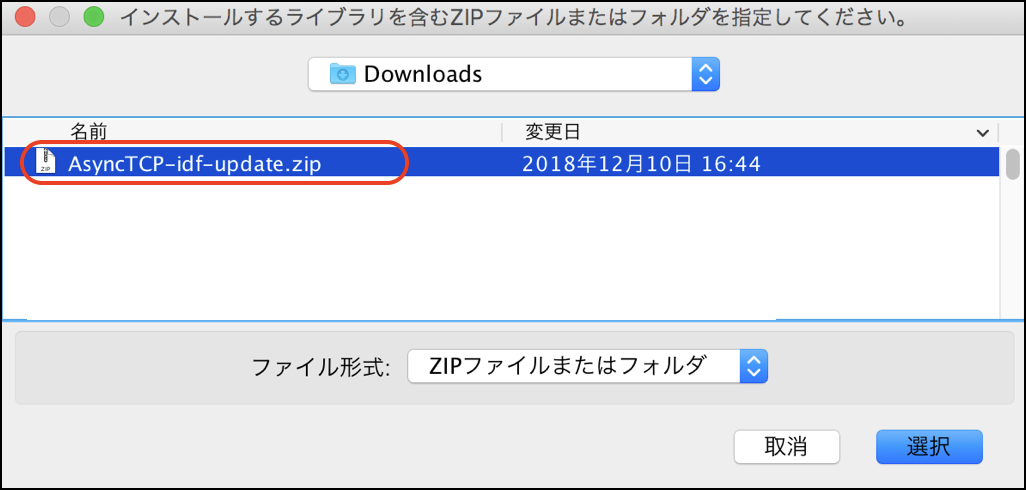 インストールするライブラリを含むZIPファイルまたはフォルダを指定してください。
Downloads
名前 変更日
ZIP AsyncTCP-idf-update.zip 2018年12月10日 16:44
ファイル形式: ZIPファイルまたはフォルダ
取消 選択